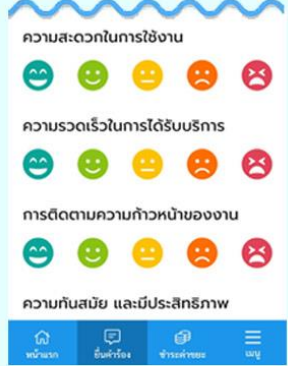 ความสะดวกในการใช้งาน
ความรวดเร็วในการได้รับบริการ
การติดตามความก้าวหน้าของงาน
ความทันสมัย และมีประสิทธิภาพ
หน้าแรก
ยื่นคำร้อง
ชำระค่าขยะ
เมนู